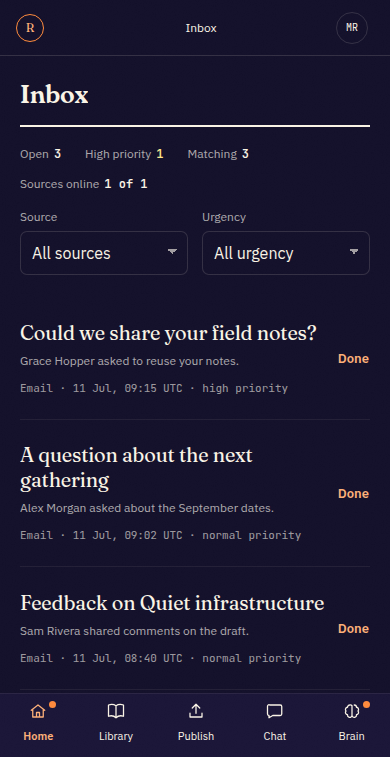 R
Inbox
MR
Inbox
Open 3 High priority 1 Matching 3
Sources online 1 of 1
Source Urgency
All sources All urgency
Could we share your field notes?
Grace Hopper asked to reuse your notes.
Done
Email · 11 Jul, 09:15 UTC · high priority
A question about the next
gathering
Done
Alex Morgan asked about the September dates.
Email · 11 Jul, 09:02 UTC · normal priority
Feedback on Quiet infrastructure
Sam Rivera shared comments on the draft.
Done
Email · 11 Jul, 08:40 UTC · normal priority
Home Library Publish Chat Brain